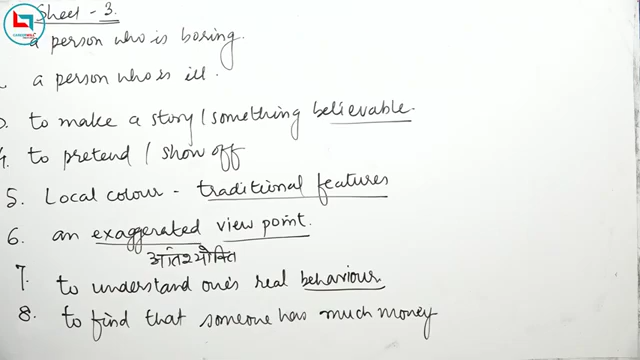 Sheet - 3.
a person who is boring.
a person who is ill.
3. to make a story / something believable.
4. to pretend / show off
5. Local colour - traditional features
6. an exaggerated view point.
अतिश्योक्ति
7. to understand one's real behaviour.
8. to find that someone has much money